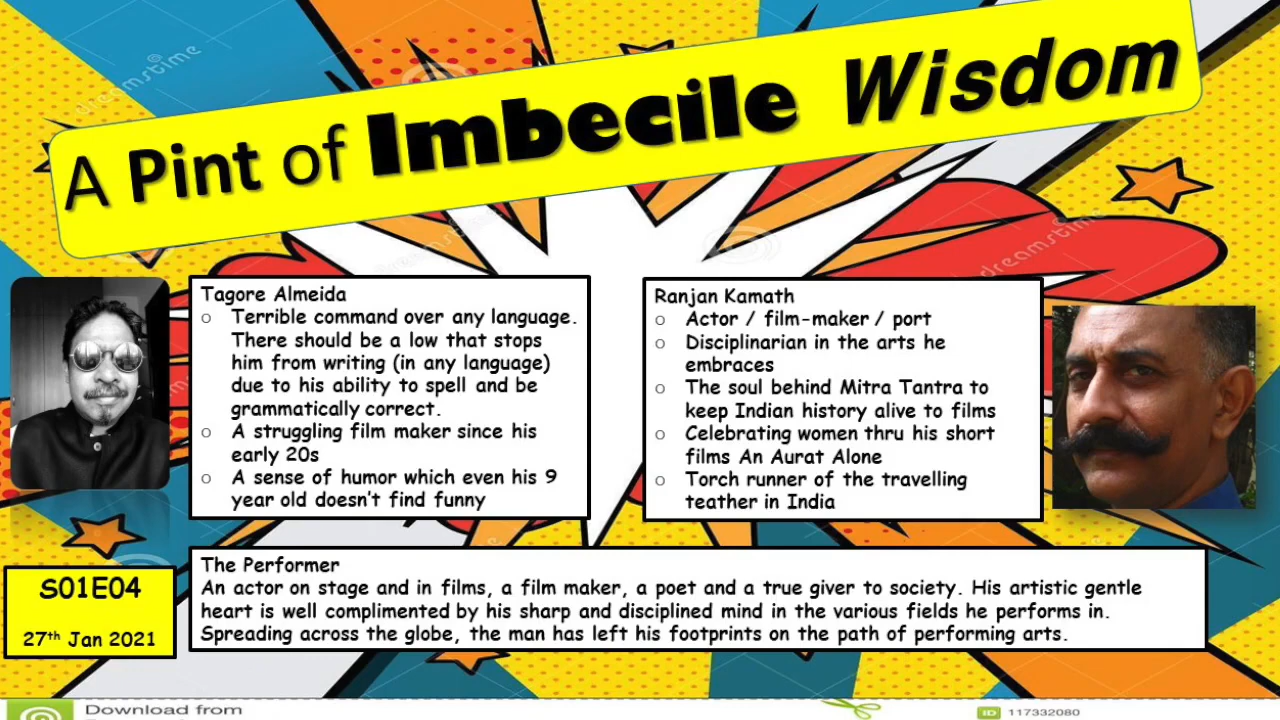 A Pint of Imbecile Wisdom
Tagore Almeida
o Terrible command over any language.
There should be a low that stops
him from writing (in any language)
due to his ability to spell and be
grammatically correct.
o A struggling film maker since his
early 20s
o A sense of humor which even his 9
year old doesn't find funny
Ranjan Kamath
o Actor / film-maker / port
o Disciplinarian in the arts he
embraces
o The soul behind Mitra Tantra to
keep Indian history alive to films
o Celebrating women thru his short
films An Aurat Alone
o Torch runner of the travelling
teather in India
The Performer
An actor on stage and in films, a film maker, a poet and a true giver to society. His artistic gentle
heart is well complimented by his sharp and disciplined mind in the various fields he performs in.
Spreading across the globe, the man has left his footprints on the path of performing arts.
S01E04
27th Jan 2021
dreamstime
dreamstime
Download from
ID 117332080